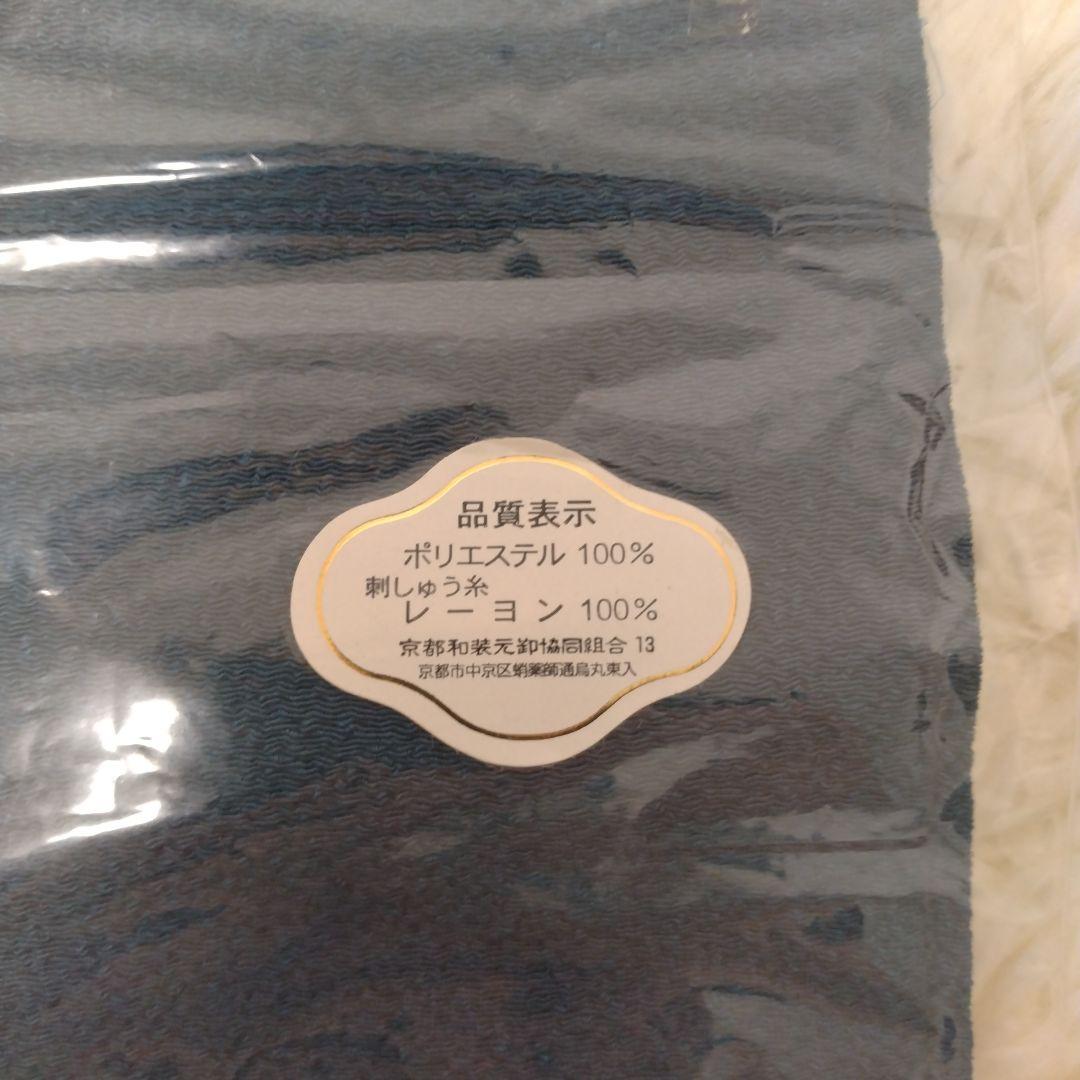 品質表示
ポリエステル 100%
刺しゅう糸
レーヨン 100%
京都和装元卸協同組合 13
京都市中京区蛸薬師通烏丸東入